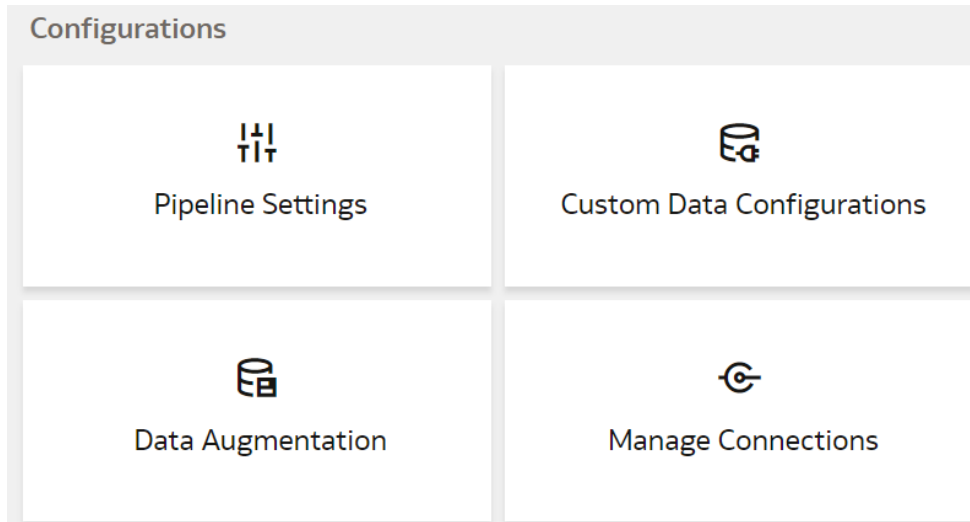 Configurations
Pipeline Settings
Custom Data Configurations
Data Augmentation
Manage Connections